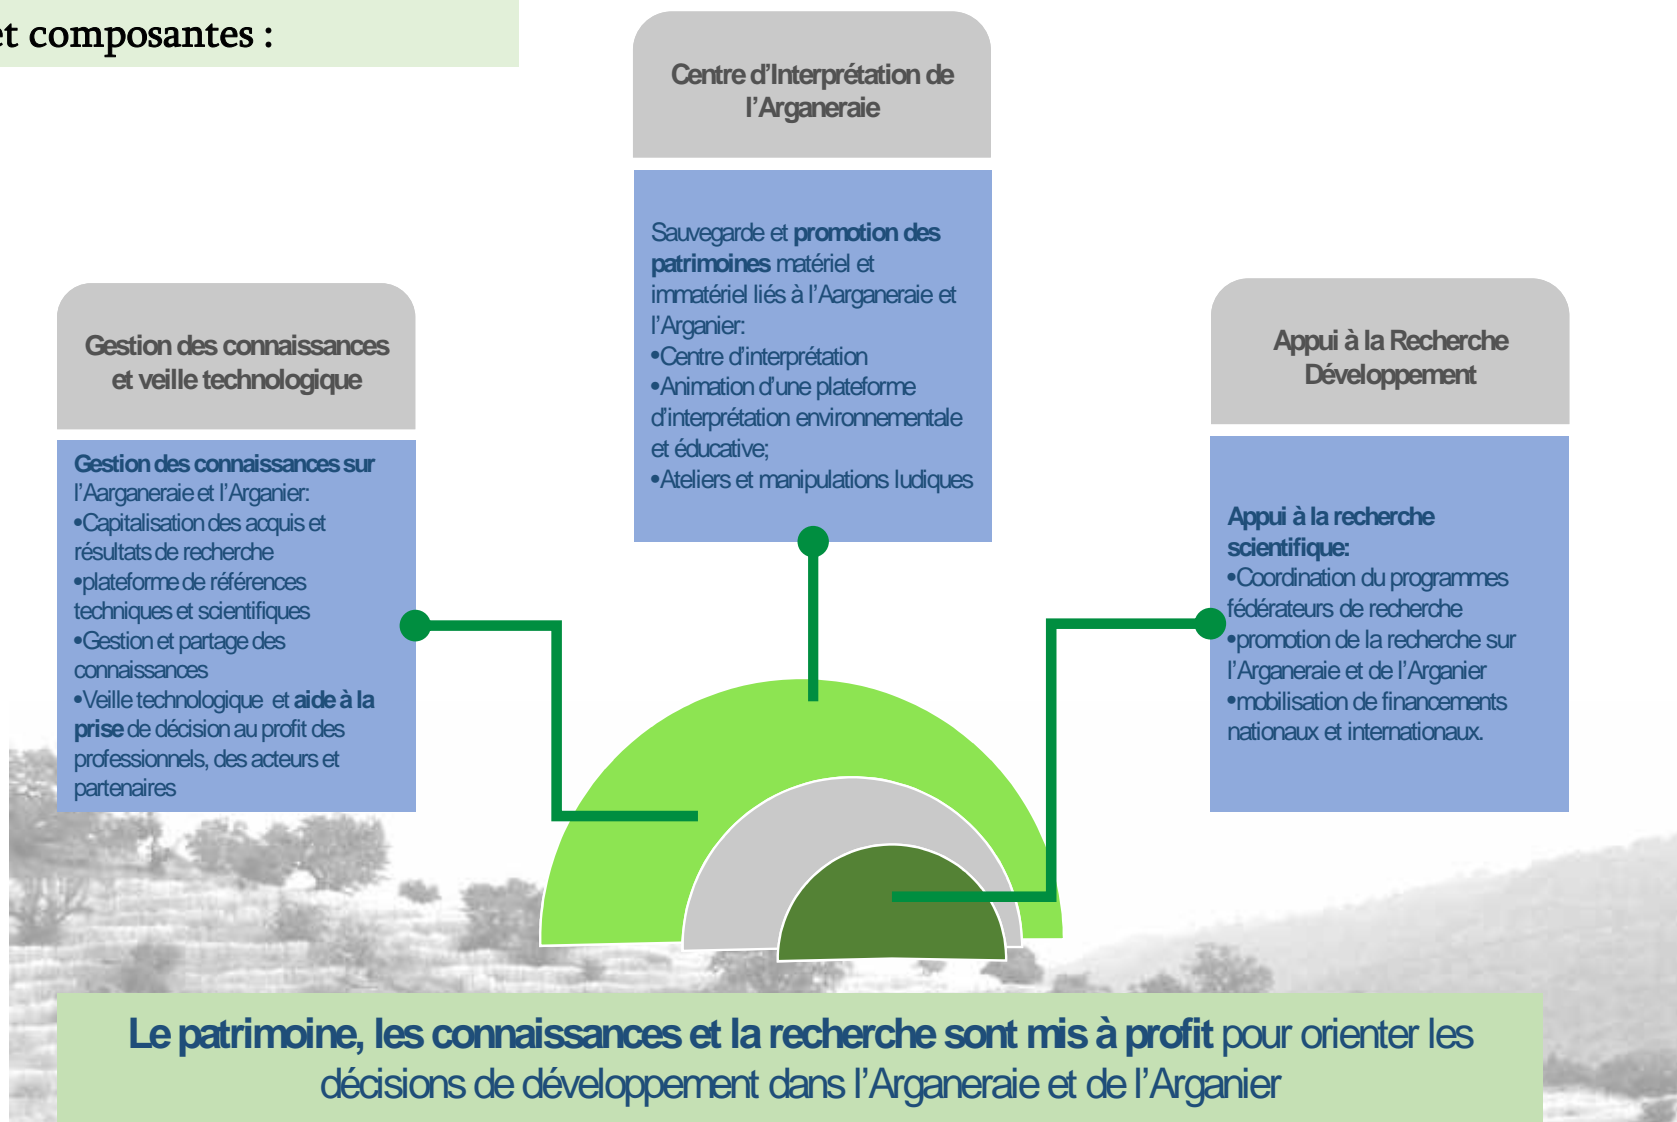 et composantes :
Centre d’Interprétation de
l’Arganeraie
Sauvegarde et promotion des
patrimoines matériel et
immatériel liés à l’Aarganeraie et
l’Arganier:
•Centre d’interprétation
•Animation d’une plateforme
d’interprétation environnementale
et éducative;
•Ateliers et manipulations ludiques
Gestion des connaissances
et veille technologique
Gestion des connaissances sur
l’Aarganeraie et l’Arganier:
•Capitalisation des acquis et
résultats de recherche
•plateforme de références
techniques et scientifiques
•Gestion et partage des
connaissances
•Veille technologique et aide à la
prise de décision au profit des
professionnels, des acteurs et
partenaires
Appui à la Recherche
Développement
Appui à la recherche
scientifique:
•Coordination du programmes
fédérateurs de recherche
•promotion de la recherche sur
l’Arganeraie et de l’Arganier
•mobilisation de financements
nationaux et internationaux.
Le patrimoine, les connaissances et la recherche sont mis à profit pour orienter les
décisions de développement dans l’Arganeraie et de l’Arganier